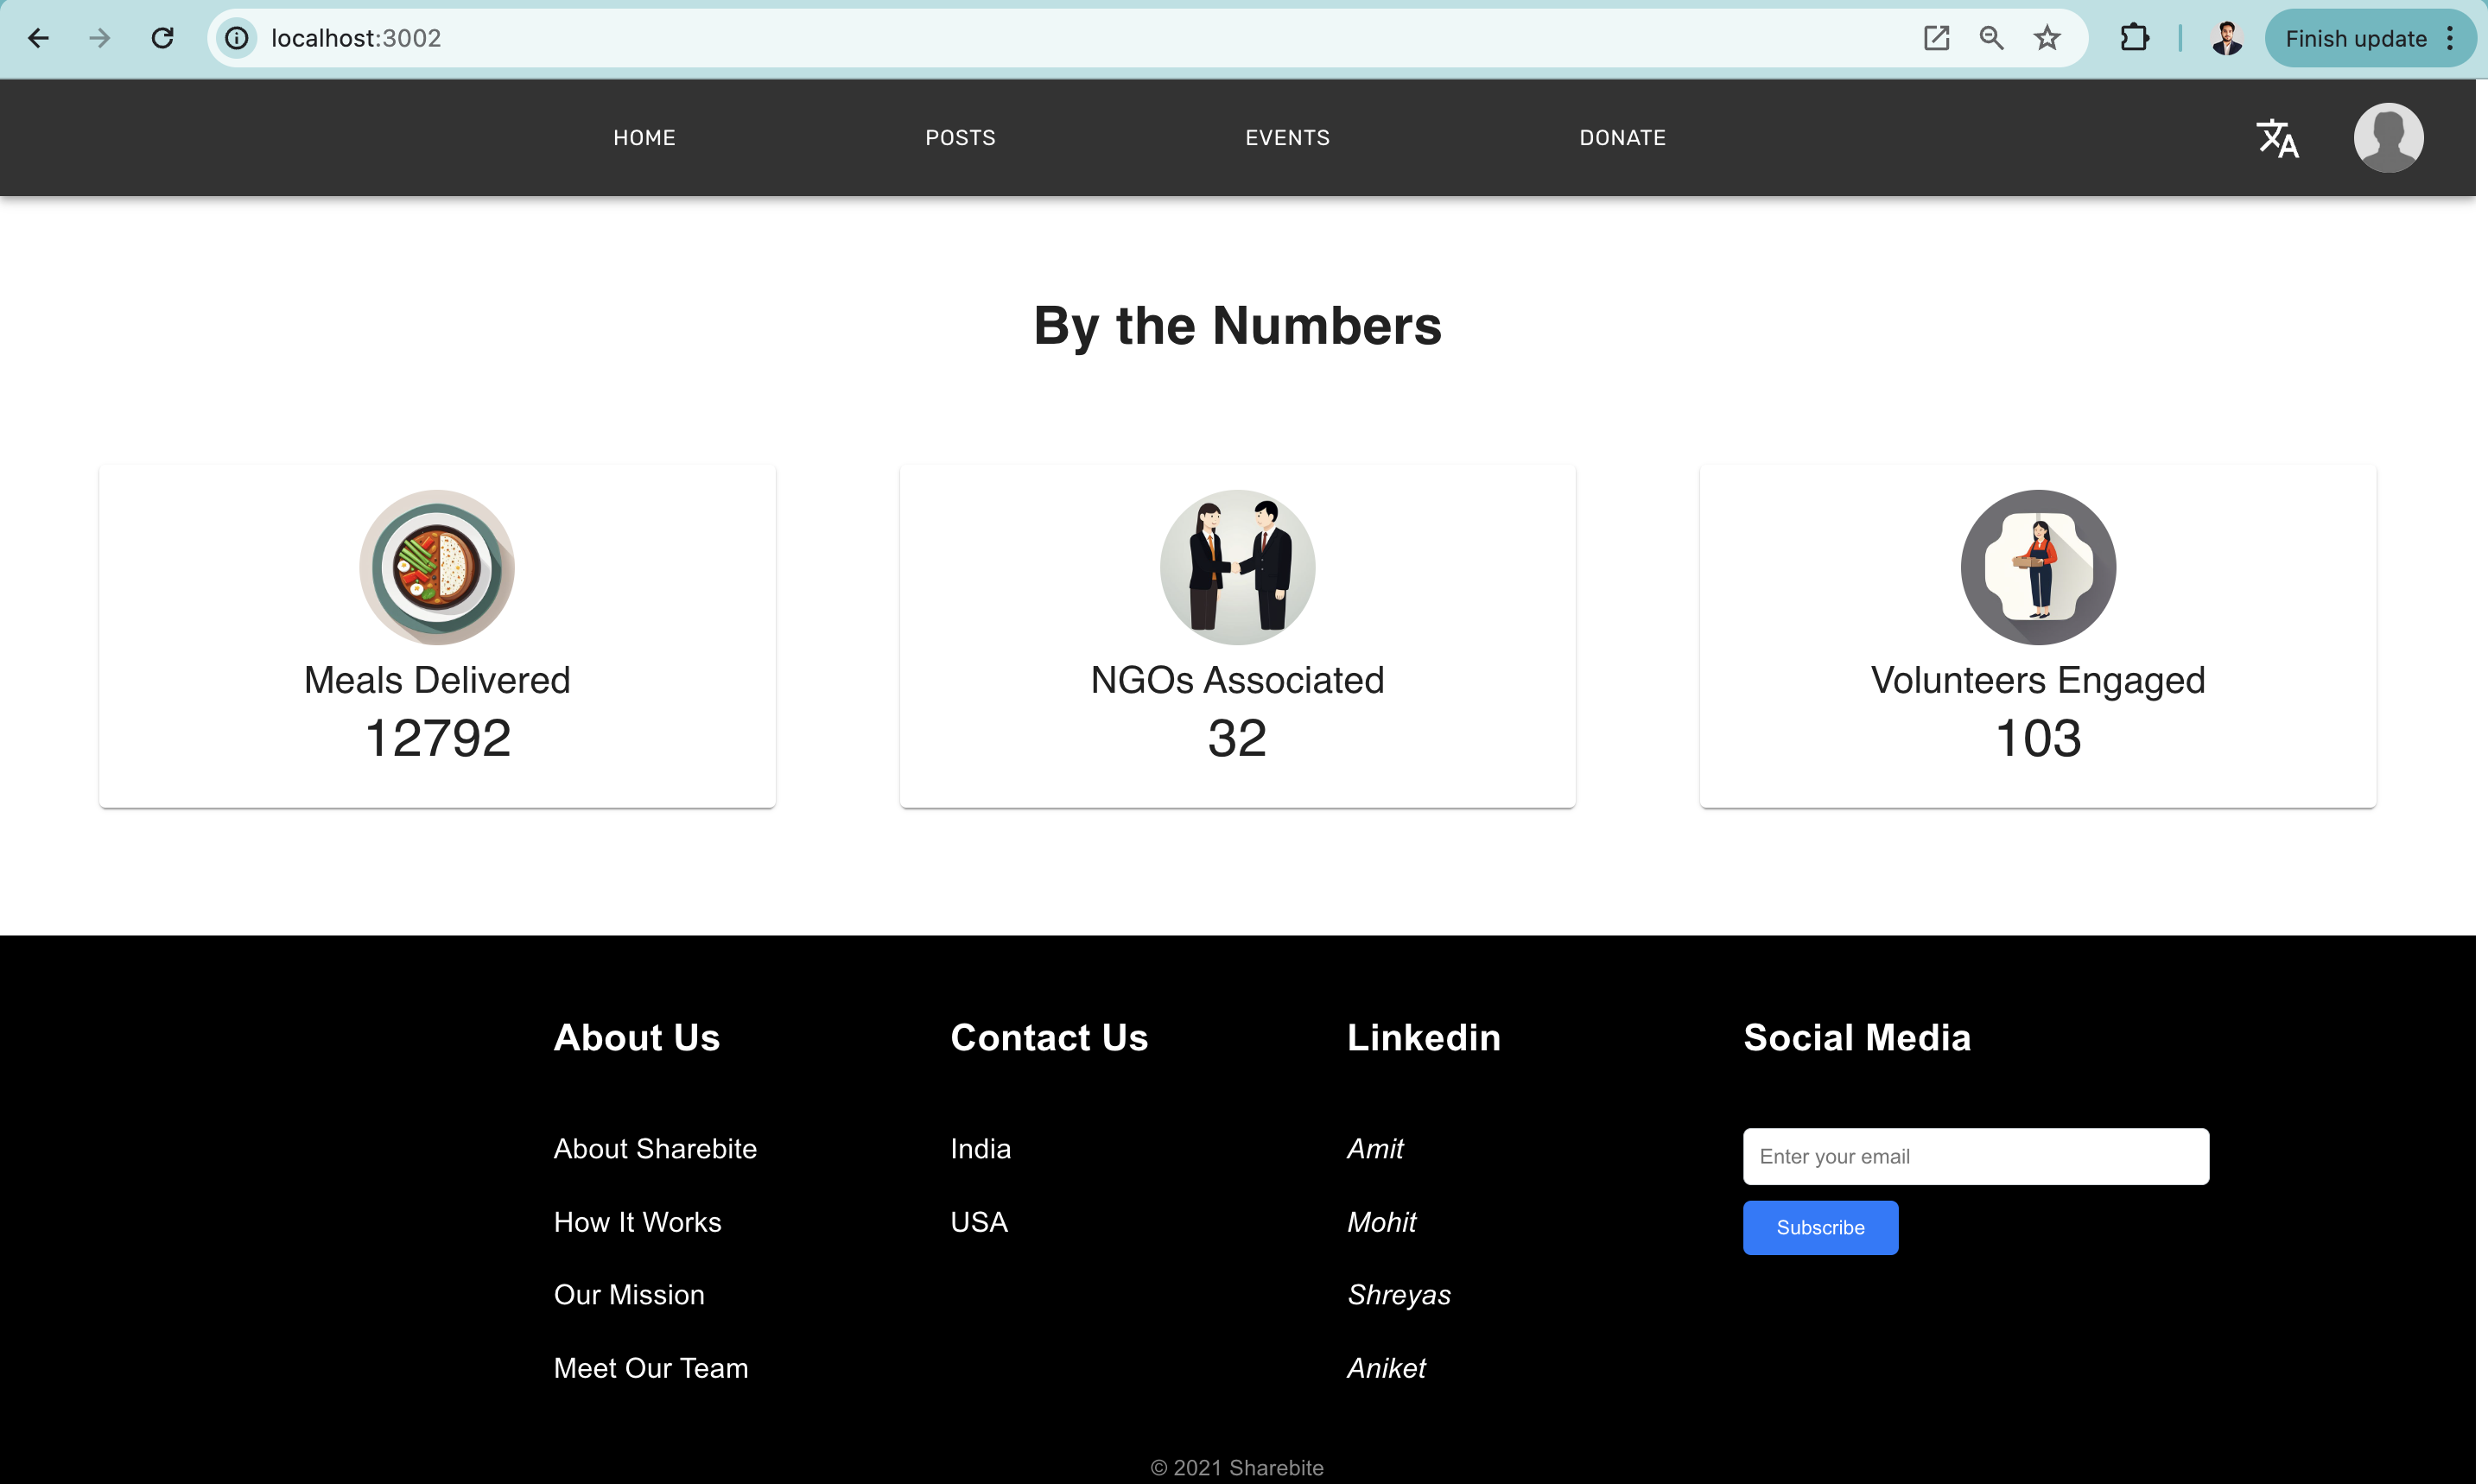 localhost:3002
Finish update
HOME POSTS EVENTS DONATE
By the Numbers
Meals Delivered
12792
NGOs Associated
32
Volunteers Engaged
103
About Us
About Sharebite
How It Works
Our Mission
Meet Our Team
Contact Us
India
USA
Linkedin
Amit
Mohit
Shreyas
Aniket
Social Media
Enter your email
Subscribe
© 2021 Sharebite